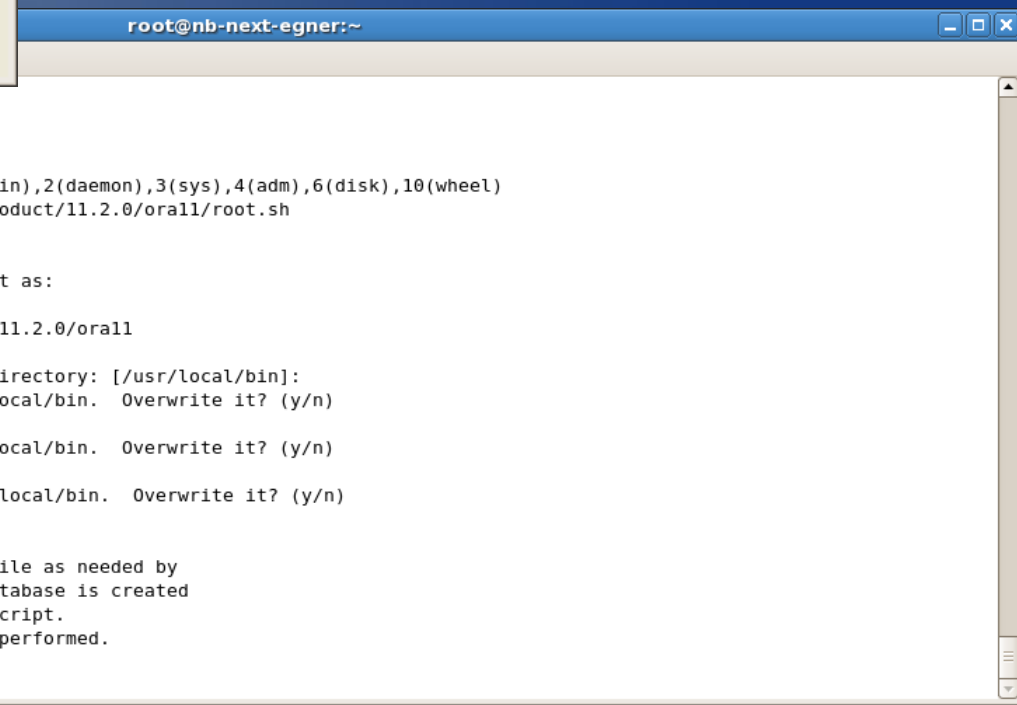 root@nb-next-egner:~
in),2(daemon),3(sys),4(adm),6(disk),10(wheel)
oduct/11.2.0/ora11/root.sh
t as:
11.2.0/ora11
irectory: [/usr/local/bin]:
ocal/bin.  Overwrite it? (y/n)
ocal/bin.  Overwrite it? (y/n)
local/bin.  Overwrite it? (y/n)
ile as needed by
tabase is created
cript.
performed.